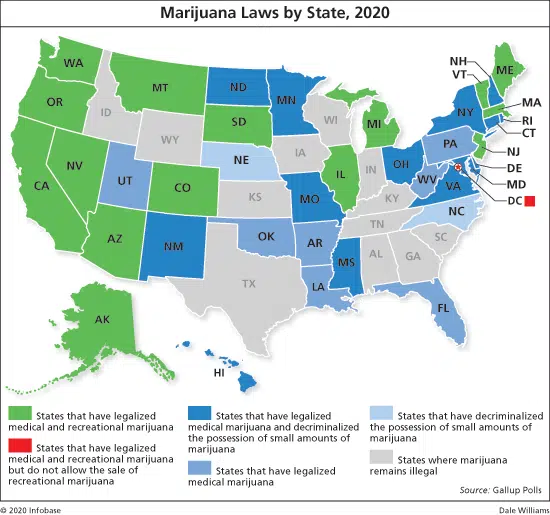 Marijuana Laws by State, 2020
WA
OR
CA
NV
ID
MT
WY
UT
AZ
CO
NM
ND
SD
NE
KS
OK
TX
MN
IA
MO
AR
LA
WI
IL
MI
IN
OH
KY
TN
MS
AL
GA
SC
NC
FL
WV
VA
PA
NY
NH
VT
ME
MA
RI
CT
NJ
DE
MD
DC
AK
HI
States that have legalized
medical and recreational marijuana
States that have legalized
medical and recreational marijuana
but do not allow the sale of
recreational marijuana
States that have legalized
medical marijuana and decriminalized
the possession of small amounts of
marijuana
States that have legalized
medical marijuana
States that have decriminalized
the possession of small amounts of
marijuana
States where marijuana
remains illegal
Source: Gallup Polls
© 2020 Infobase
Dale Williams